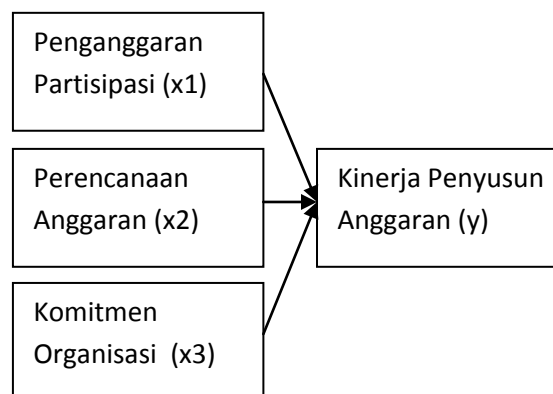 Penganggaran
Partisipasi (x1)
Perencanaan
Anggaran (x2)
Kinerja Penyusun
Anggaran (y)
Komitmen
Organisasi  (x3)